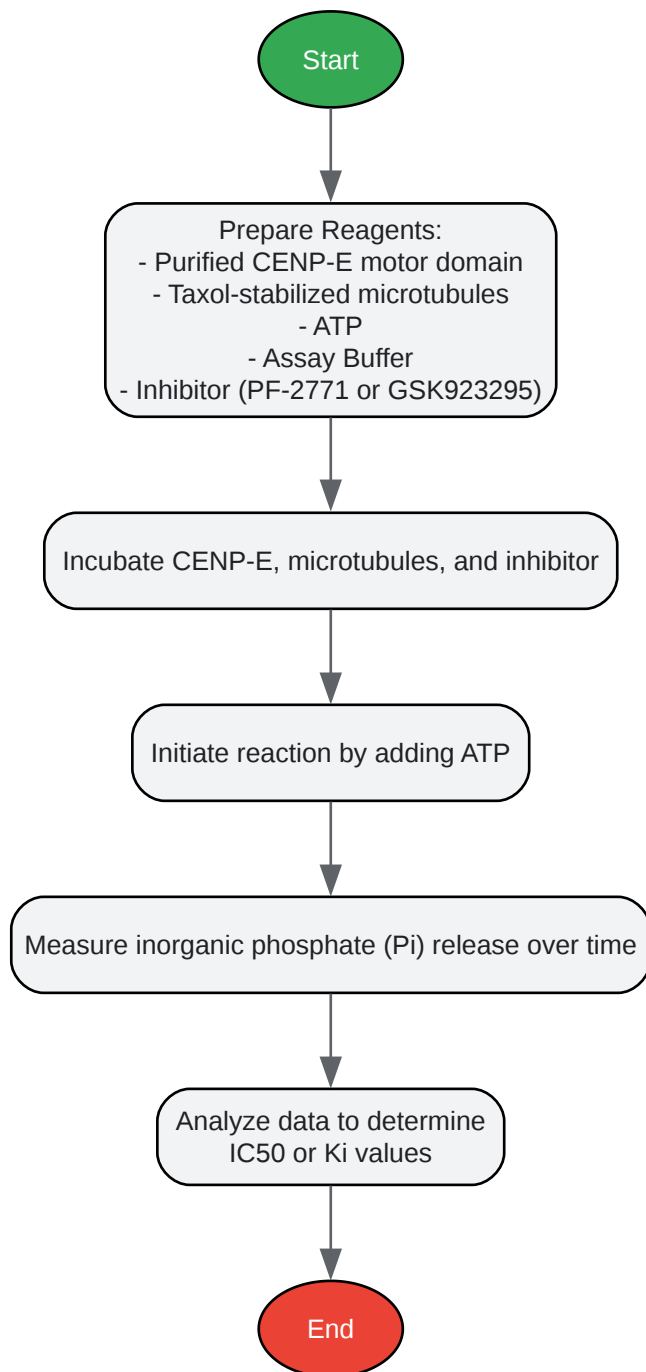 Start
Prepare Reagents:
- Purified CENP-E motor domain
- Taxol-stabilized microtubules
- ATP
- Assay Buffer
- Inhibitor (PF-2771 or GSK923295)
Incubate CENP-E, microtubules, and inhibitor
Initiate reaction by adding ATP
Measure inorganic phosphate (Pi) release over time
Analyze data to determine
IC50 or Ki values
End